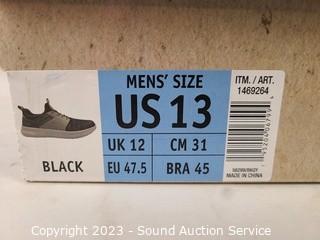 MENS' SIZE
US 13
UK 12
CM 31
EU 47.5
BRA 45
BLACK
ITM. / ART.
1469264
MADE IN CHINA
Copyright 2023 - Sound Auction Service